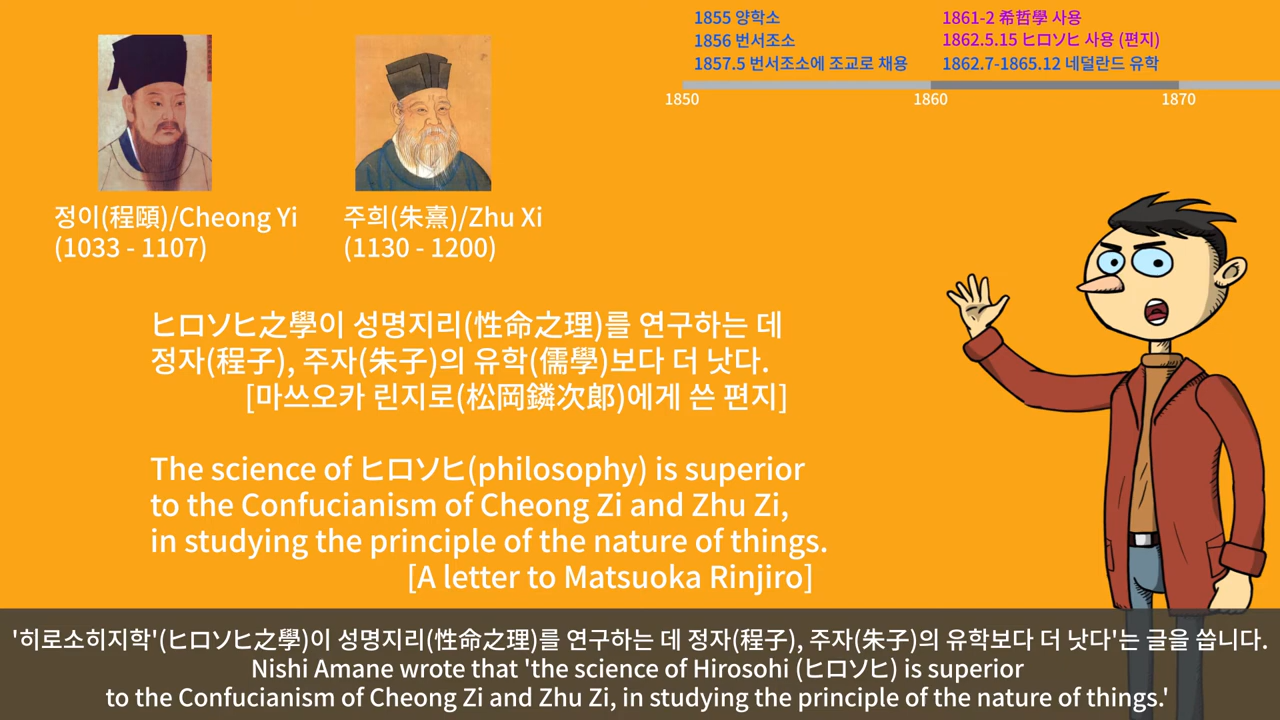 1855 양학소
1856 번서조소
1857.5 번서조소에 조교로 채용
1861-2 希哲學 사용
1862.5.15 ヒロソヒ 사용 (편지)
1862.7-1865.12 네덜란드 유학
1850
1860
1870
정이(程頤)/Cheong Yi
(1033 - 1107)
주희(朱熹)/Zhu Xi
(1130 - 1200)
ヒロソヒ之學이 성명지리(性命之理)를 연구하는 데
정자(程子), 주자(朱子)의 유학(儒學)보다 더 낫다.
[마쓰오카 린지로(松岡鏻次郞)에게 쓴 편지]
The science of ヒロソヒ(philosophy) is superior
to the Confucianism of Cheong Zi and Zhu Zi,
in studying the principle of the nature of things.
[A letter to Matsuoka Rinjiro]
'히로소히지학'(ヒロソヒ之學)이 성명지리(性命之理)를 연구하는 데 정자(程子), 주자(朱子)의 유학보다 더 낫다'는 글을 씁니다.
Nishi Amane wrote that 'the science of Hirosohi (ヒロソヒ) is superior
to the Confucianism of Cheong Zi and Zhu Zi, in studying the principle of the nature of things.'